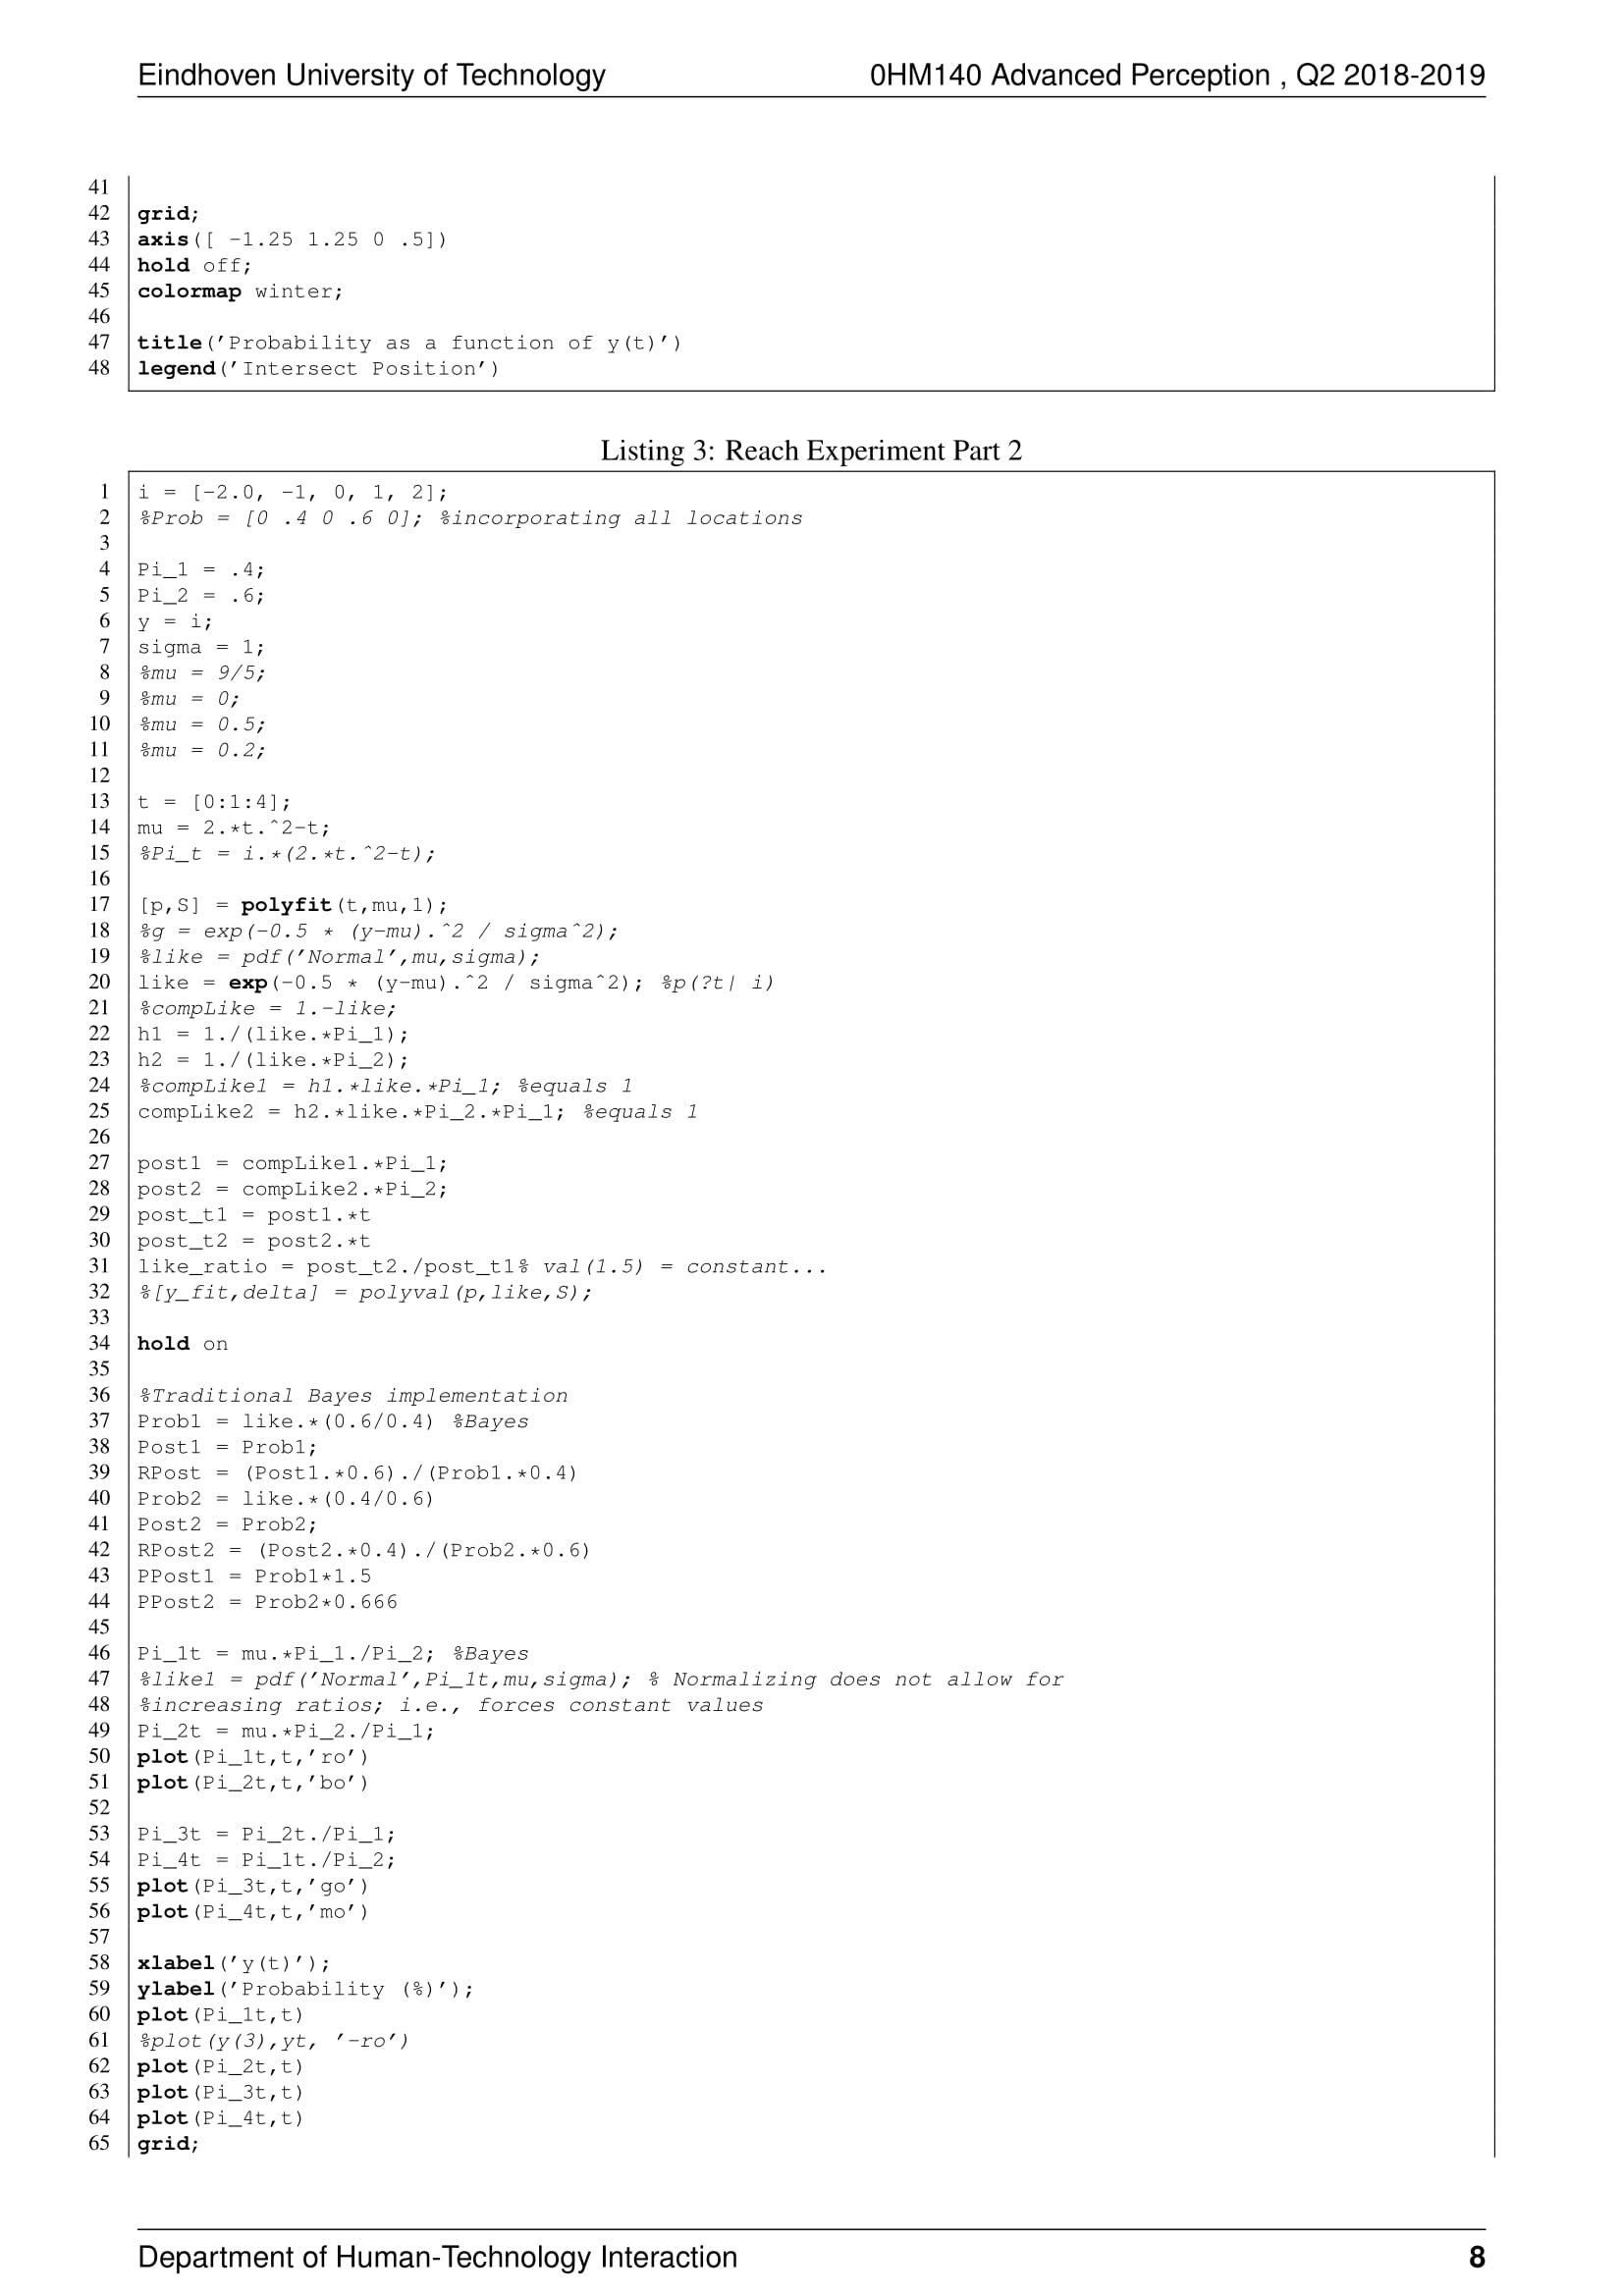 Eindhoven University of Technology 0HM140 Advanced Perception , Q2 2018-2019
41
42 grid;
43 axis([ -1.25 1.25 0 .5])
44 hold off;
45 colormap winter;
46
47 title('Probability as a function of y(t)')
48 legend('Intersect Position')
Listing 3: Reach Experiment Part 2
1 i = [-2.0, -1, 0, 1, 2];
2 %Prob = [0 .4 0 .6 0]; %incorporating all locations
3
4 Pi_1 = .4;
5 Pi_2 = .6;
6 y = i;
7 sigma = 1;
8 %mu = 9/5;
9 %mu = 0;
10 %mu = 0.5;
11 %mu = 0.2;
12
13 t = [0:1:4];
14 mu = 2.*t.^2-t;
15 %Pi_t = i.*(2.*t.^2-t);
16
17 [p,S] = polyfit(t,mu,1);
18 %g = exp(-0.5 * (y-mu).^2 / sigma^2);
19 %like = pdf('Normal',mu,sigma);
20 like = exp(-0.5 * (y-mu).^2 / sigma^2); %p(?t| i)
21 %compLike = 1.-like;
22 h1 = 1./(like.*Pi_1);
23 h2 = 1./(like.*Pi_2);
24 %compLike1 = h1.*like.*Pi_1; %equals 1
25 compLike2 = h2.*like.*Pi_2.*Pi_1; %equals 1
26
27 post1 = compLike1.*Pi_1;
28 post2 = compLike2.*Pi_2;
29 post_t1 = post1.*t
30 post_t2 = post2.*t
31 like_ratio = post_t2./post_t1% val(1.5) = constant...
32 %[y_fit,delta] = polyval(p,like,S);
33
34 hold on
35
36 %Traditional Bayes implementation
37 Prob1 = like.*(0.6/0.4) %Bayes
38 Post1 = Prob1;
39 RPost = (Post1.*0.6)./(Prob1.*0.4)
40 Prob2 = like.*(0.4/0.6)
41 Post2 = Prob2;
42 RPost2 = (Post2.*0.4)./(Prob2.*0.6)
43 PPost1 = Prob1*1.5
44 PPost2 = Prob2*0.666
45
46 Pi_1t = mu.*Pi_1./Pi_2; %Bayes
47 %like1 = pdf('Normal',Pi_1t,mu,sigma); % Normalizing does not allow for
48 %increasing ratios; i.e., forces constant values
49 Pi_2t = mu.*Pi_2./Pi_1;
50 plot(Pi_1t,t,'ro')
51 plot(Pi_2t,t,'bo')
52
53 Pi_3t = Pi_2t./Pi_1;
54 Pi_4t = Pi_1t./Pi_2;
55 plot(Pi_3t,t,'go')
56 plot(Pi_4t,t,'mo')
57
58 xlabel('y(t)');
59 ylabel('Probability (%)');
60 plot(Pi_1t,t)
61 %plot(y(3),yt, '-ro')
62 plot(Pi_2t,t)
63 plot(Pi_3t,t)
64 plot(Pi_4t,t)
65 grid;
Department of Human-Technology Interaction 8